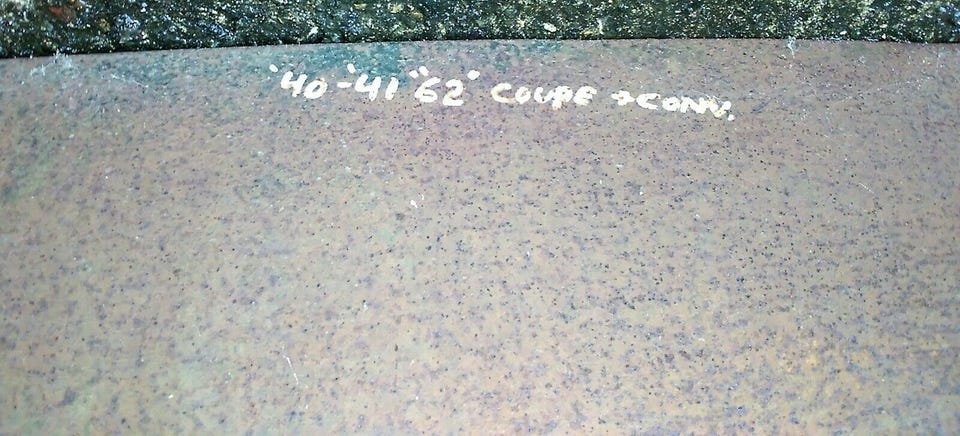 '40-'41 "62" COUPE + CONV.